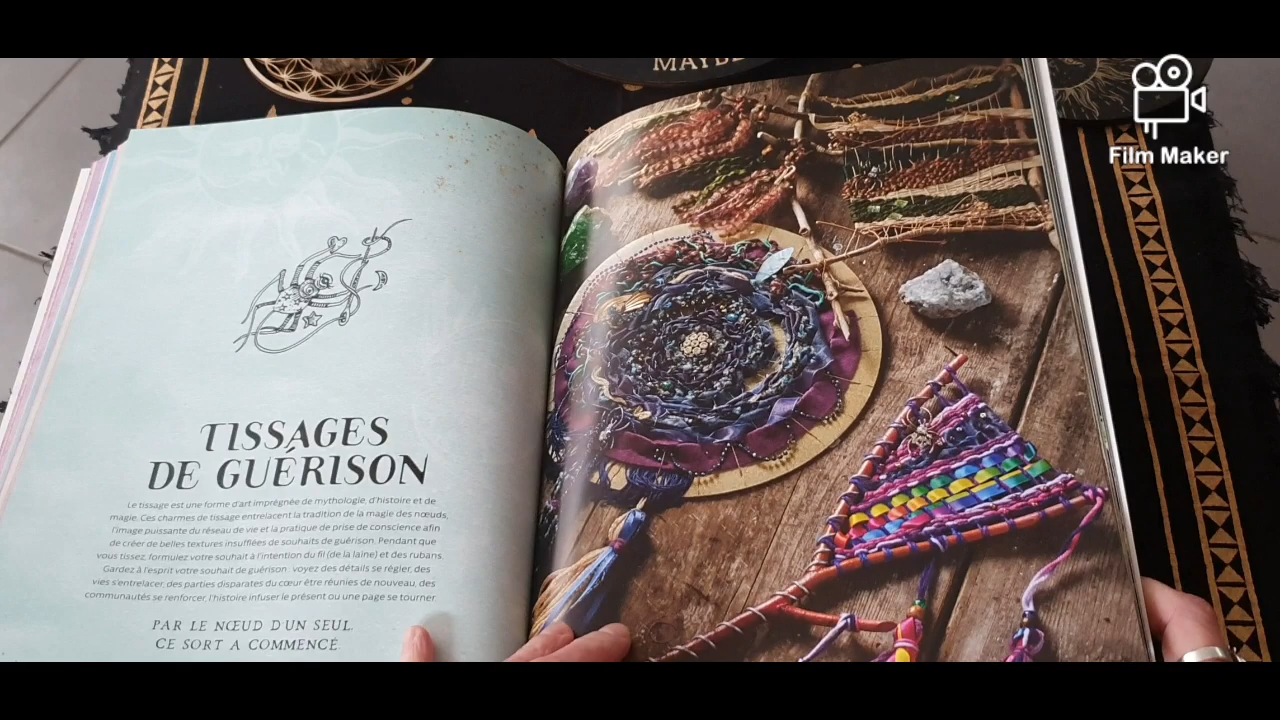 MAYBE
Film Maker
TISSAGES
DE GUÉRISON
Le tissage est une forme d'art imprégnée de mythologie, d'histoire et de
magie. Ces charmes de tissage entrelacent la tradition de la magie des nœuds,
l'image puissante du réseau de vie et la pratique de prise de conscience afin
de créer de belles textures insufflées de souhaits de guérison. Pendant que
vous tissez, formulez votre souhait à l'intention du fil (de la laine) et des rubans.
Gardez à l'esprit votre souhait de guérison : voyez des détails se régler, des
vies s'entrelacer, des parties disparates du cœur être réunies de nouveau, des
communautés se renforcer, l'histoire infuser le présent ou une page se tourner.
PAR LE NŒUD D'UN SEUL,
CE SORT A COMMENCÉ